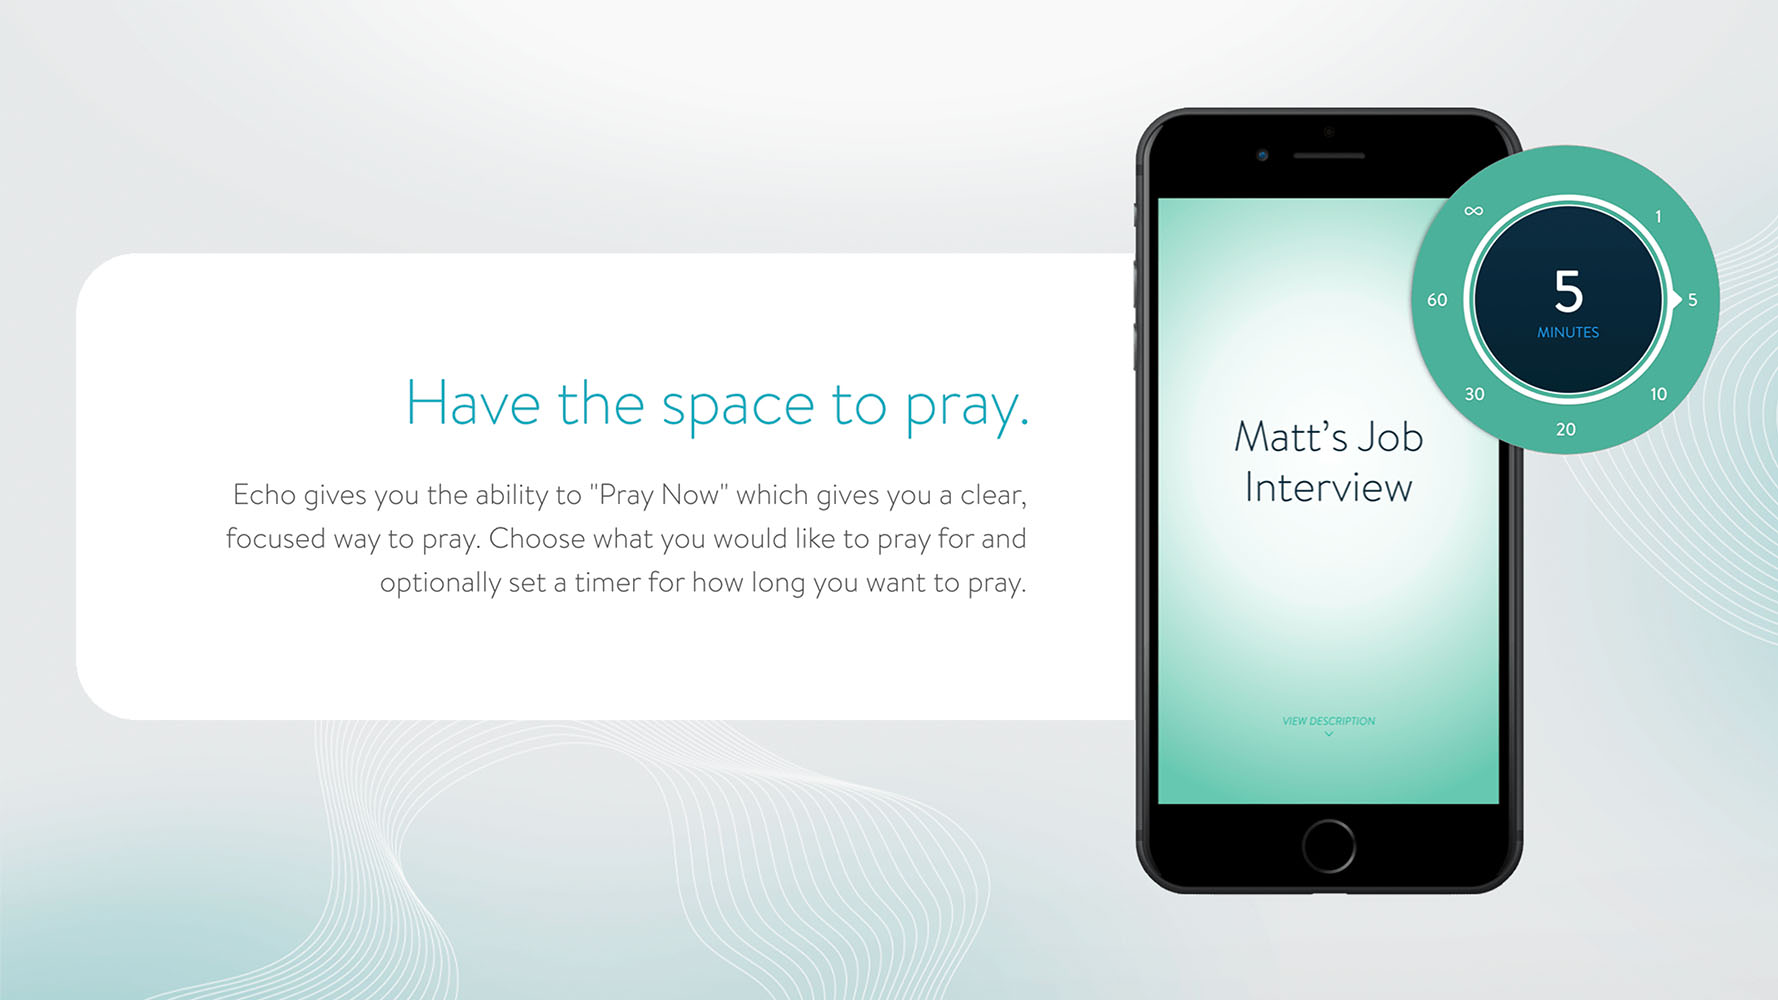 Have the space to pray.
Echo gives you the ability to "Pray Now" which gives you a clear,
focused way to pray. Choose what you would like to pray for and
optionally set a timer for how long you want to pray.
Matt’s Job
Interview
VIEW DESCRIPTION
∞
1
5
10
20
30
60
5
MINUTES